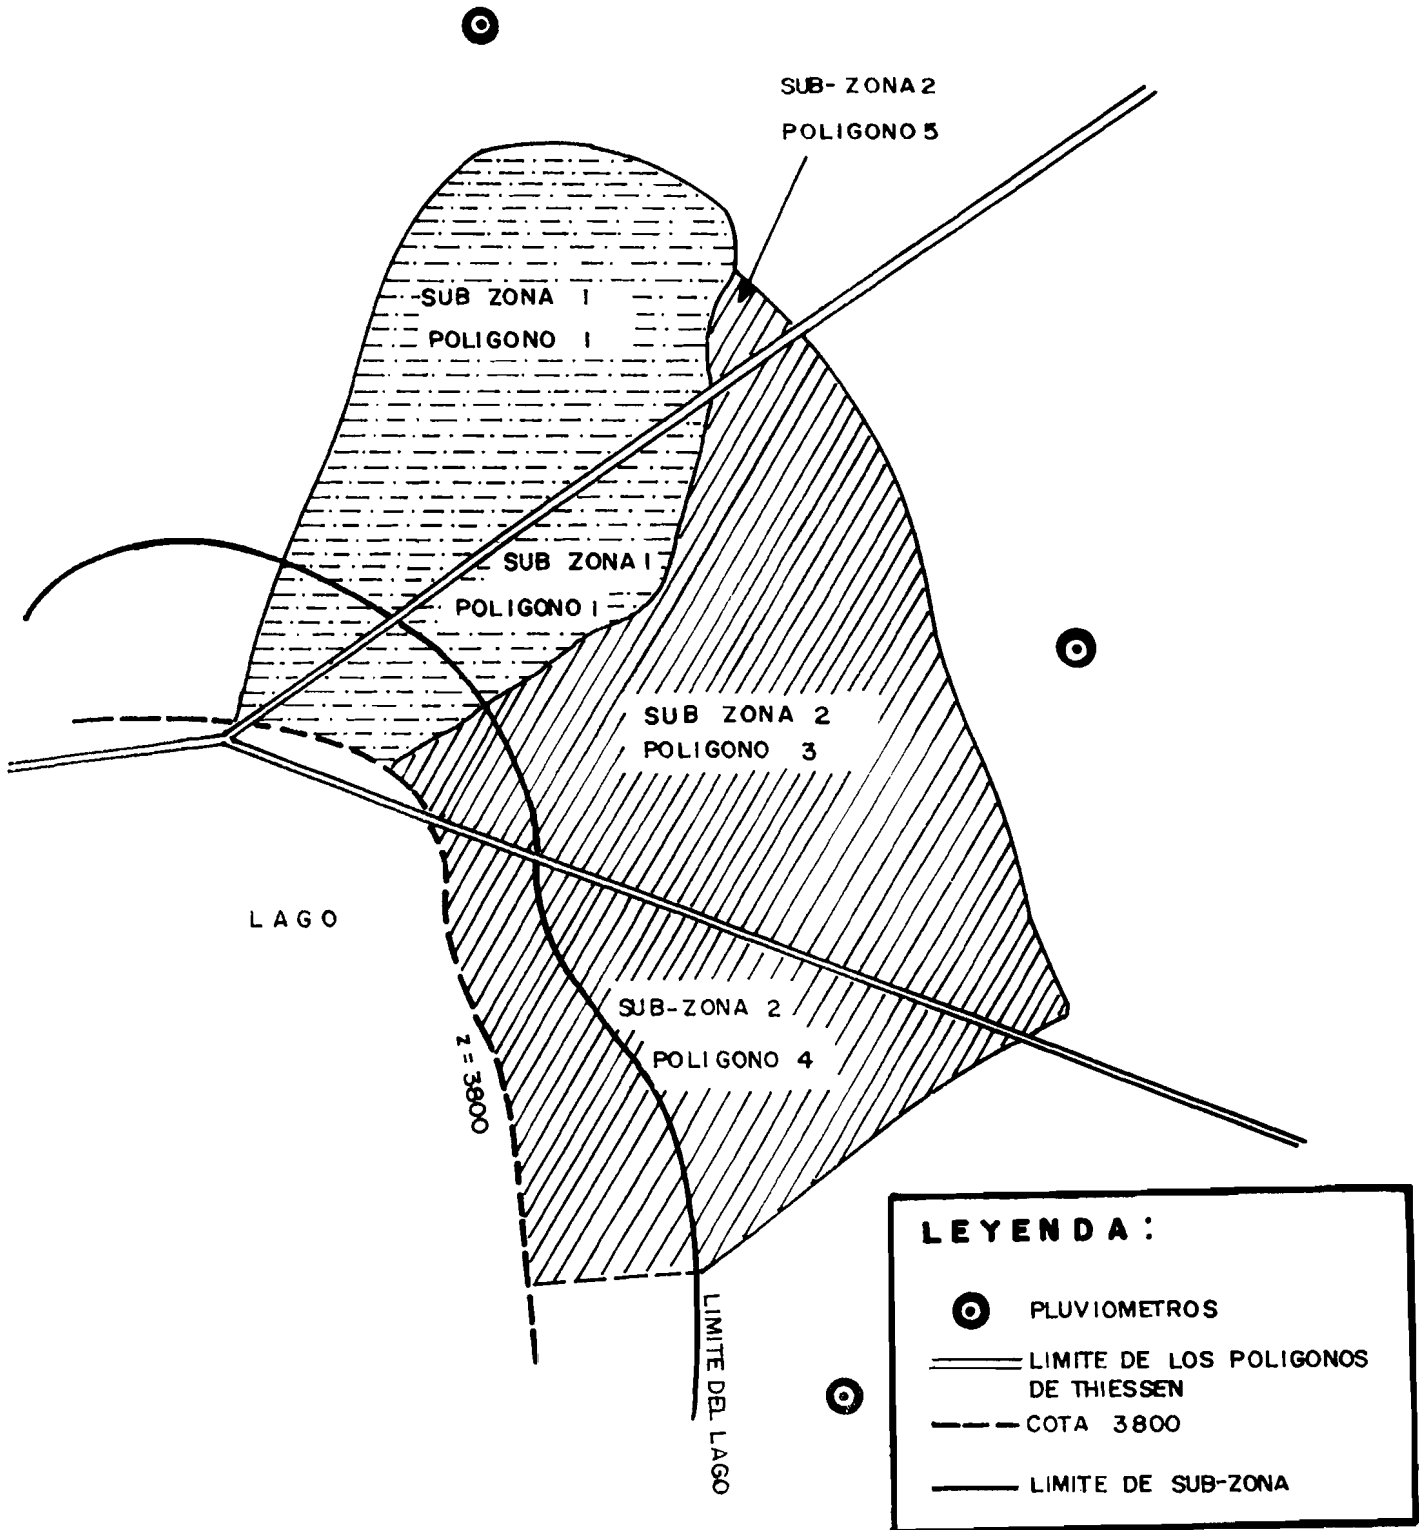 SUB-ZONA 2
POLIGONO 5
SUB ZONA 1
POLIGONO 1
SUB ZONA 1
POLIGONO 1
SUB ZONA 2
POLIGONO 3
LAGO
SUB-ZONA 2
POLIGONO 4
z = 3800
LIMITE DEL LAGO
LEYENDA:
PLUVIOMETROS
LIMITE DE LOS POLIGONOS
DE THIESSEN
COTA 3800
LIMITE DE SUB-ZONA